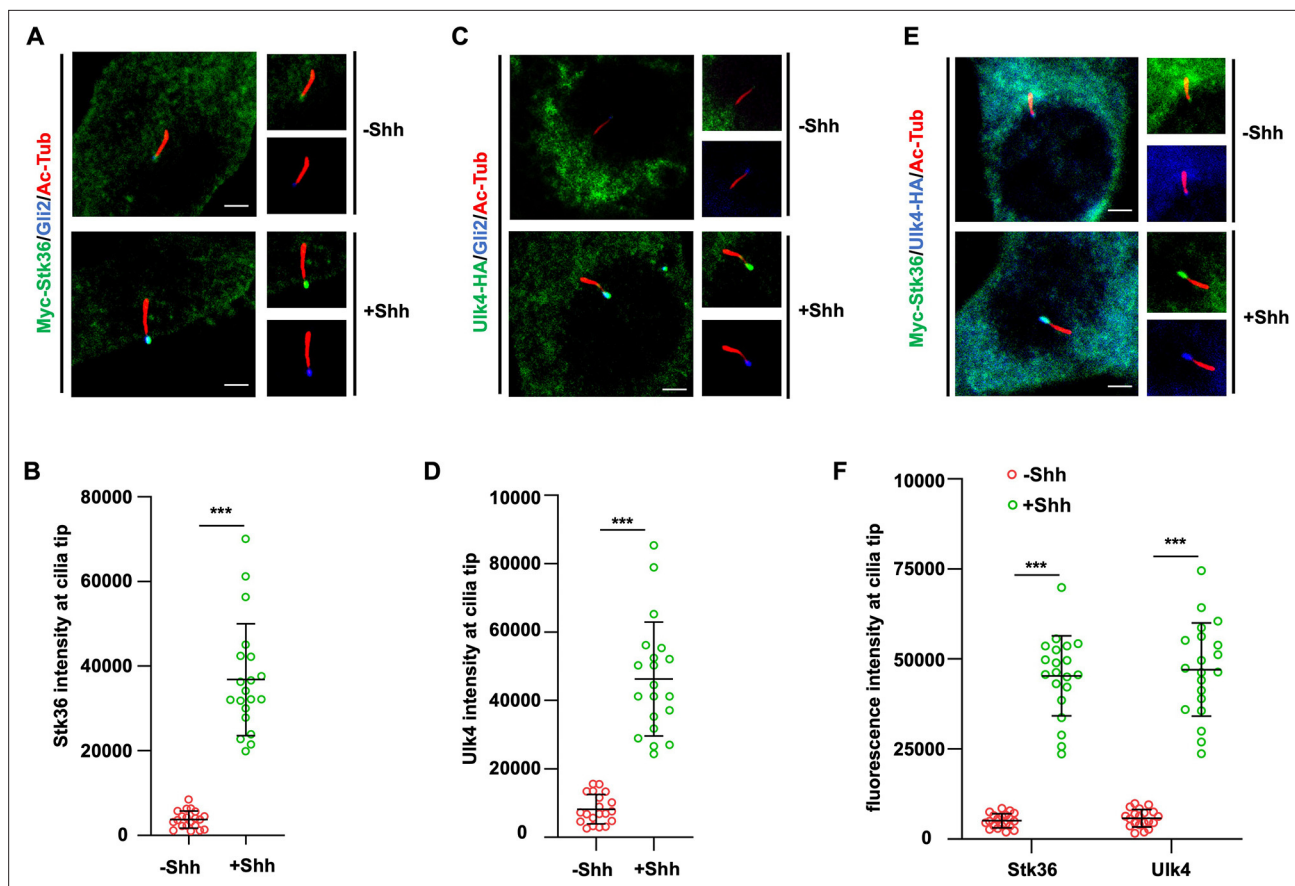 A
C
E
Myc-Stk36/Gli2/Ac-Tub
-Shh
+Shh
Ulk4-HA/Gli2/Ac-Tub
-Shh
+Shh
Myc-Stk36/Ulk4-HA/Ac-Tub
-Shh
+Shh
B
Stk36 intensity at cilia tip
80000
60000
40000
20000
0
***
-Shh
+Shh
D
Ulk4 intensity at cilia tip
10000
80000
60000
40000
20000
0
***
-Shh
+Shh
F
fluorescence intensity at cilia tip
10000
75000
50000
25000
0
-Shh
+Shh
***
***
Stk36
Ulk4